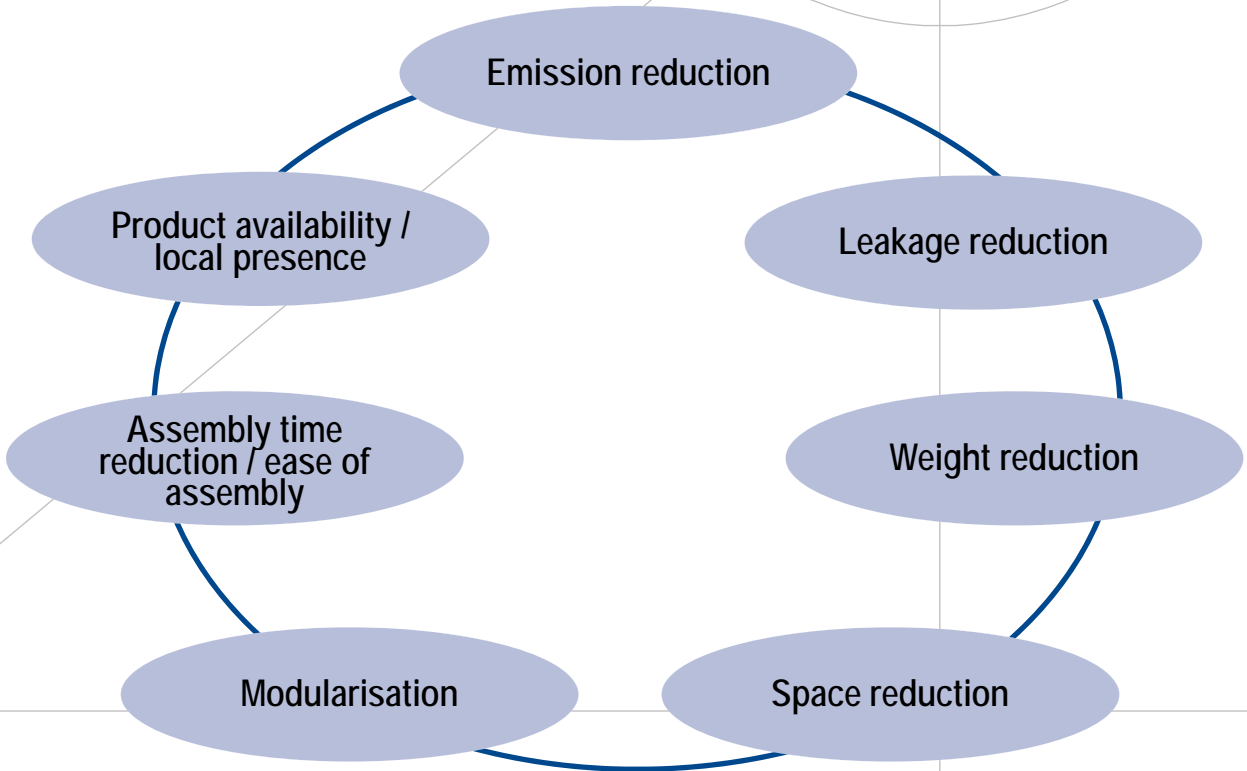 Emission reduction
Product availability /
local presence
Leakage reduction
Assembly time
reduction / ease of
assembly
Weight reduction
Modularisation
Space reduction